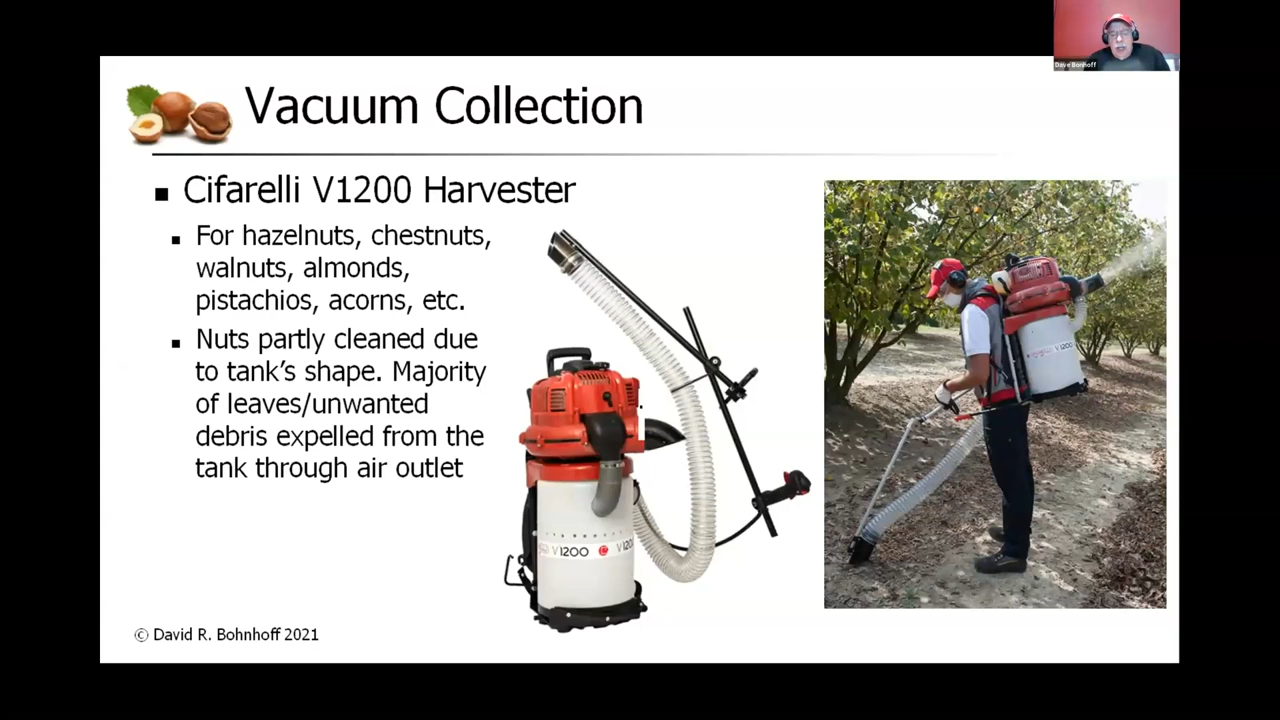 Dave Bonhoff
Vacuum Collection
Cifarelli V1200 Harvester
For hazelnuts, chestnuts,
walnuts, almonds,
pistachios, acorns, etc.
Nuts partly cleaned due
to tank's shape. Majority
of leaves/unwanted
debris expelled from the
tank through air outlet
V1200
V120
V1200
© David R. Bohnhoff 2021